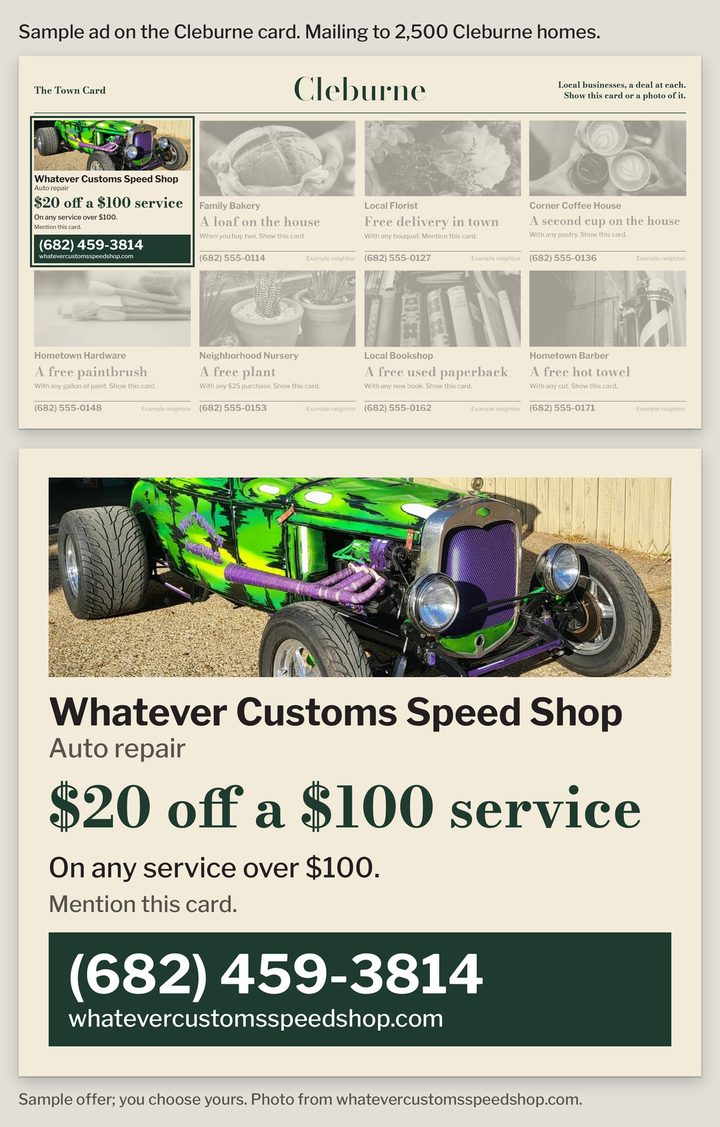 Sample ad on the Cleburne card. Mailing to 2,500 Cleburne homes.
The Town Card
Cleburne
Local businesses, a deal at each.
Show this card or a photo of it.
Whatever Customs Speed Shop
Auto repair
$20 off a $100 service
On any service over $100.
Mention this card.
(682) 459-3814
whatevercustomsspeedshop.com
Family Bakery
A loaf on the house
When you buy two. Show this card.
(682) 555-0114
Example neighbor
Local Florist
Free delivery in town
With any bouquet. Mention this card.
(682) 555-0127
Example neighbor
Corner Coffee House
A second cup on the house
With any pastry. Show this card.
(682) 555-0136
Example neighbor
Hometown Hardware
A free paintbrush
With any gallon of paint. Show this card.
(682) 555-0148
Example neighbor
Neighborhood Nursery
A free plant
With any $25 purchase. Show this card.
(682) 555-0153
Example neighbor
Local Bookshop
A free used paperback
With any new book. Show this card.
(682) 555-0162
Example neighbor
Hometown Barber
A free hot towel
With any cut. Show this card.
(682) 555-0171
Example neighbor
Whatever Customs Speed Shop
Auto repair
$20 off a $100 service
On any service over $100.
Mention this card.
(682) 459-3814
whatevercustomsspeedshop.com
Sample offer; you choose yours. Photo from whatevercustomsspeedshop.com.